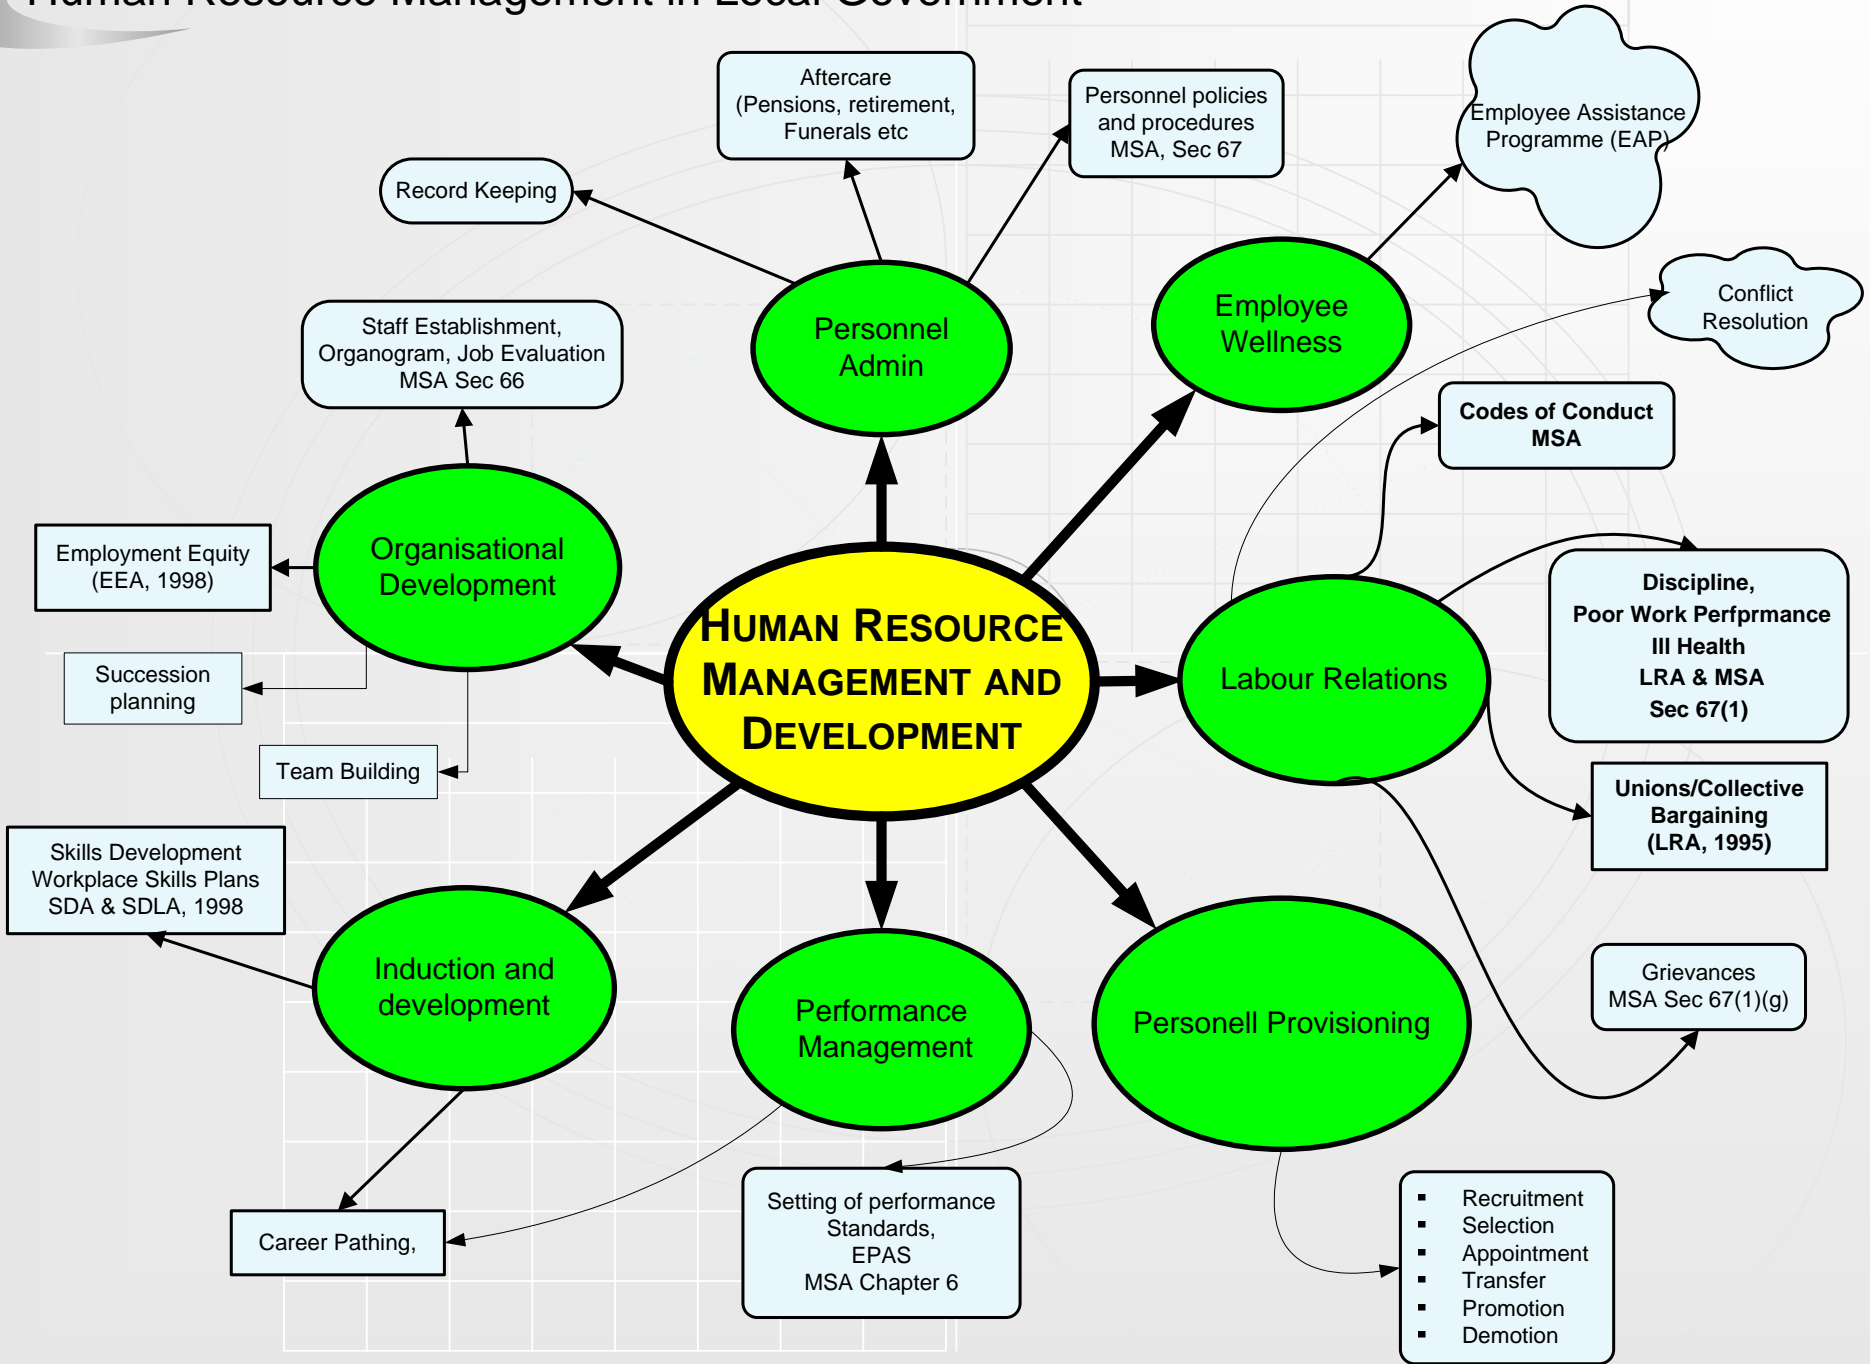 Human Resource Management in Local Government
Aftercare
(Pensions, retirement,
Funerals etc
Personnel policies
and procedures
MSA, Sec 67
Employee Assistance
Programme (EAP)
Record Keeping
Conflict
Resolution
Staff Establishment,
Organogram, Job Evaluation
MSA Sec 66
Personnel
Admin
Employee
Wellness
Codes of Conduct
MSA
Employment Equity
(EEA, 1998)
Organisational
Development
HUMAN RESOURCE
MANAGEMENT AND
DEVELOPMENT
Labour Relations
Discipline,
Poor Work Perfprmance
Ill Health
LRA & MSA
Sec 67(1)
Succession
planning
Team Building
Unions/Collective
Bargaining
(LRA, 1995)
Skills Development
Workplace Skills Plans
SDA & SDLA, 1998
Induction and
development
Performance
Management
Personell Provisioning
Grievances
MSA Sec 67(1)(g)
Career Pathing,
Setting of performance
Standards,
EPAS
MSA Chapter 6
▪ Recruitment
▪ Selection
▪ Appointment
▪ Transfer
▪ Promotion
▪ Demotion